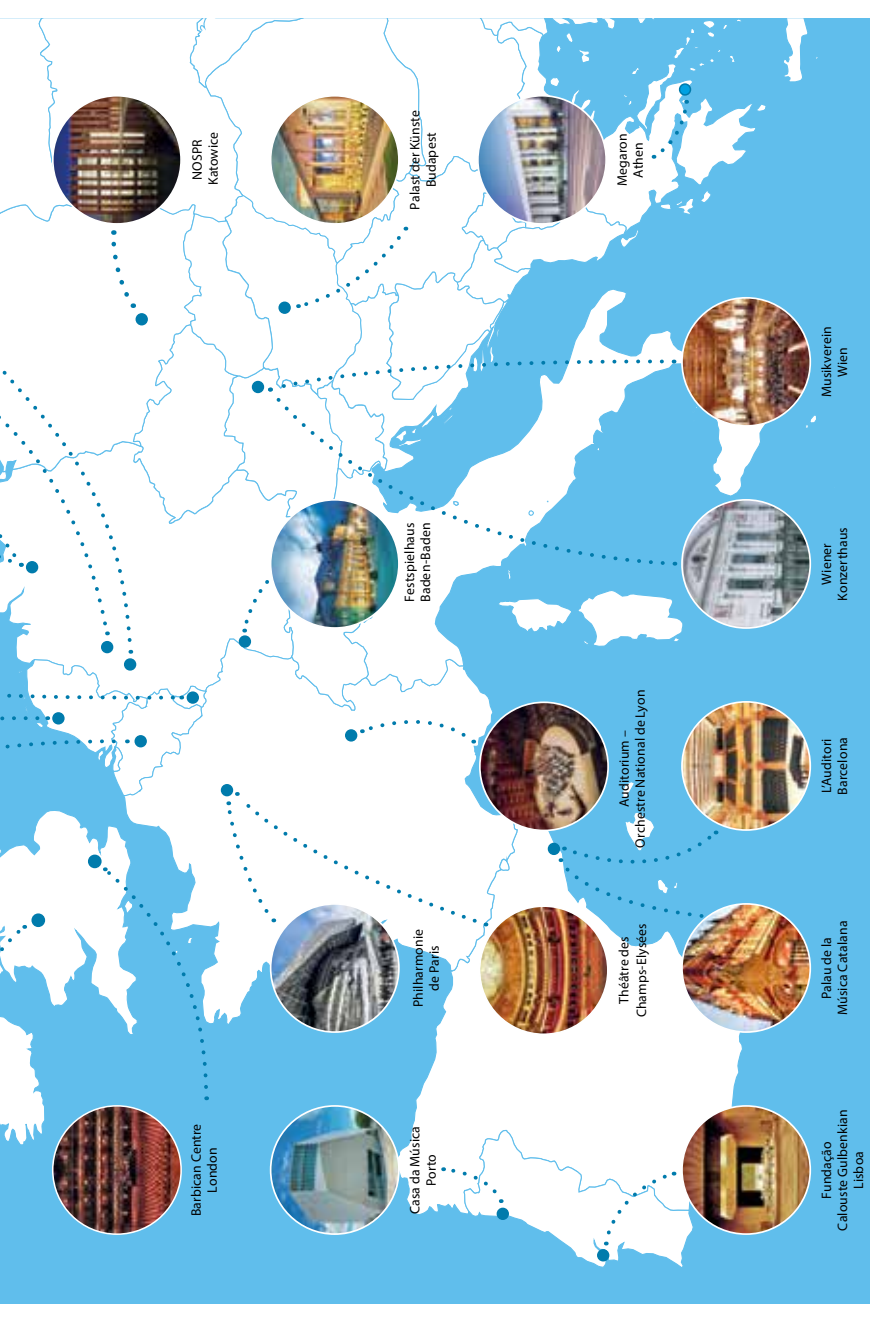 Barbican Centre
London
NOSPR
Katowice
Casa da Música
Porto
Philharmonie
de Paris
Festspielhaus
Baden-Baden
Palast der Künste
Budapest
Théâtre des
Champs-Elysées
Auditorium –
Orchestre National de Lyon
Megaron
Athen
Fundação
Calouste Gulbenkian
Lisboa
Palau de la
Música Catalana
L'Auditori
Barcelona
Wiener
Konzerthaus
Musikverein
Wien